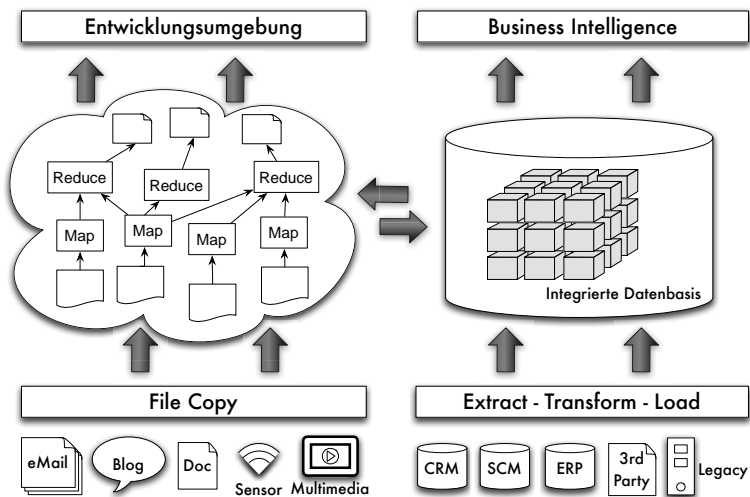 Entwicklungsumgebung
Business Intelligence
Reduce
Reduce
Reduce
Map
Map
Map
Map
Integrierte Datenbasis
File Copy
Extract - Transform - Load
eMail
Blog
Doc
Sensor
Multimedia
CRM
SCM
ERP
3rd
Party
Legacy